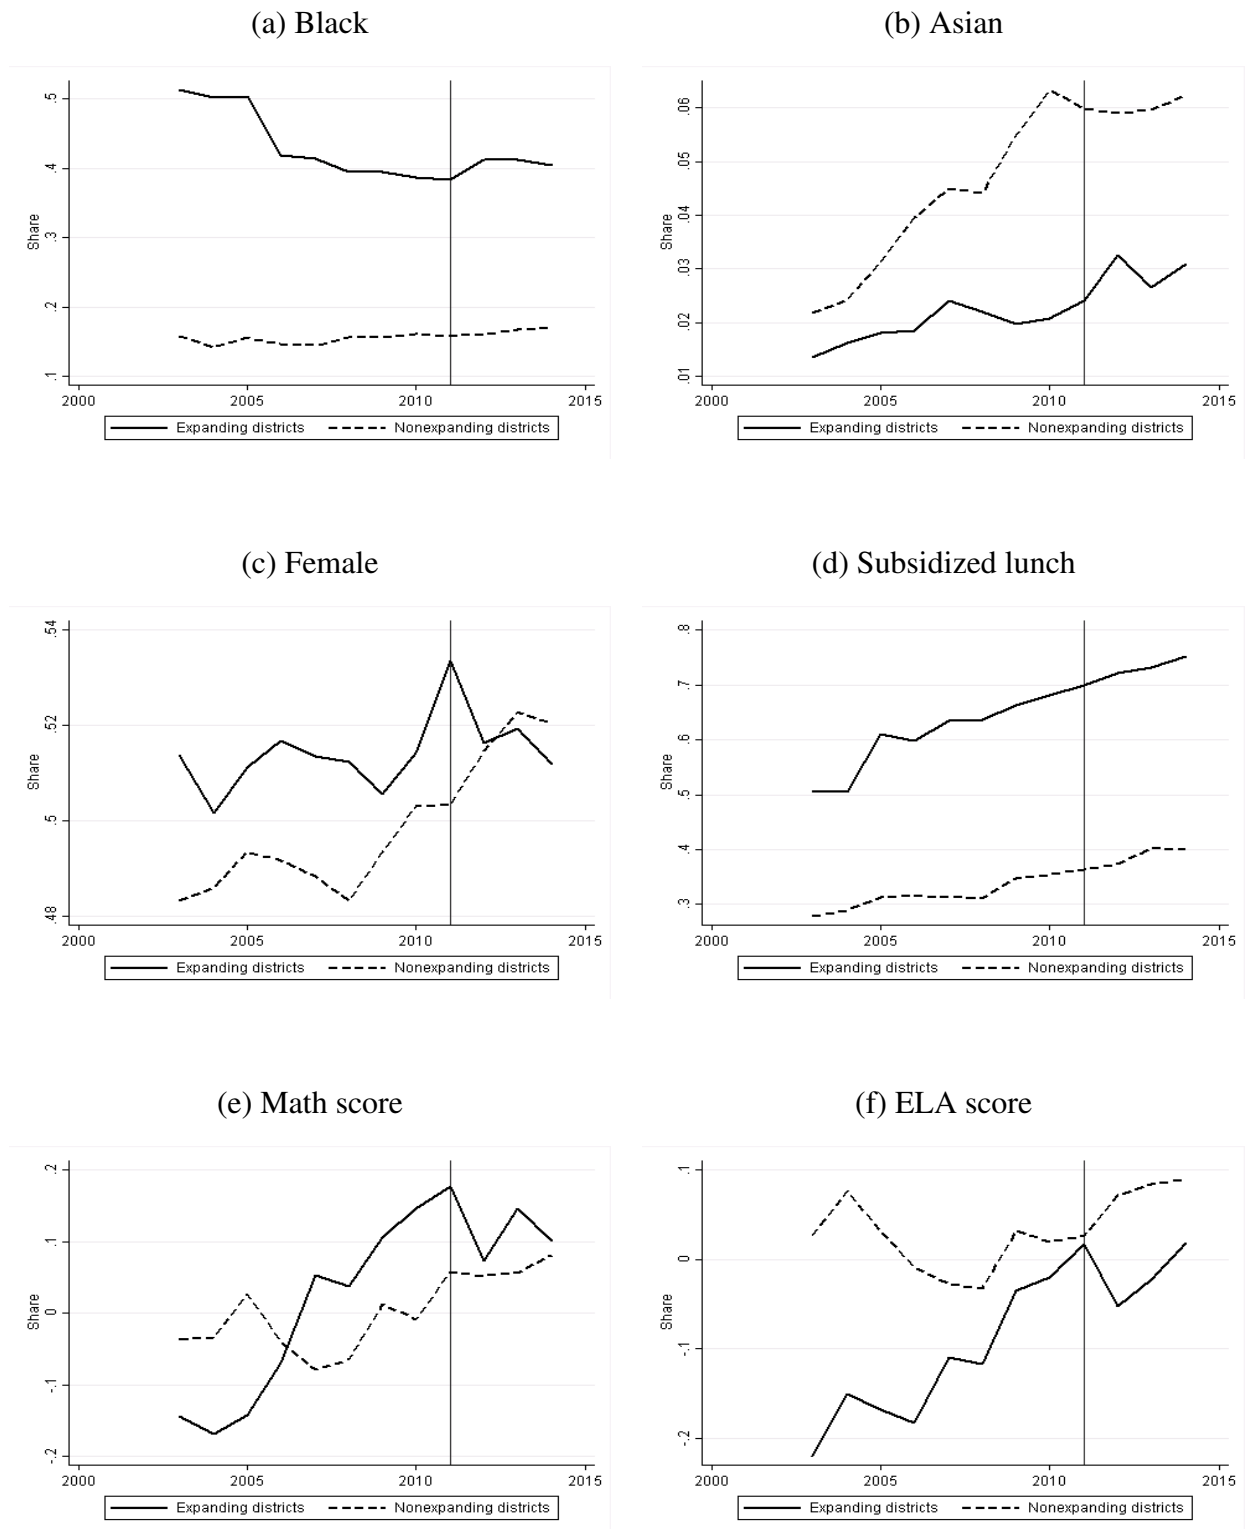 (a) Black
.5
.4
.3
.2
.1
Share
2000 2005 2010 2015
Expanding districts Nonexpanding districts
(b) Asian
.06
.05
.04
.03
.02
.01
Share
2000 2005 2010 2015
Expanding districts Nonexpanding districts
(c) Female
.54
.52
.5
.48
Share
2000 2005 2010 2015
Expanding districts Nonexpanding districts
(d) Subsidized lunch
.8
.7
.6
.5
.4
.3
Share
2000 2005 2010 2015
Expanding districts Nonexpanding districts
(e) Math score
.2
.1
0
-.1
-.2
Share
2000 2005 2010 2015
Expanding districts Nonexpanding districts
(f) ELA score
.1
0
-.1
-.2
Share
2000 2005 2010 2015
Expanding districts Nonexpanding districts